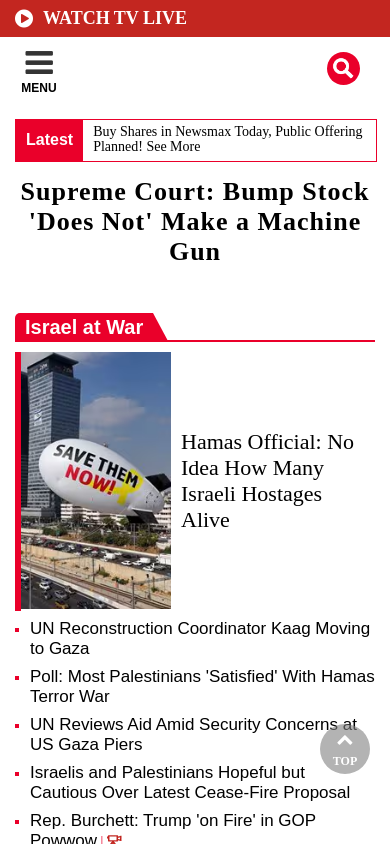 WATCH TV LIVE
MENU
Latest
Buy Shares in Newsmax Today, Public Offering
Planned! See More
Supreme Court: Bump Stock
'Does Not' Make a Machine
Gun
Israel at War
SAVE THEM
NOW!
Hamas Official: No
Idea How Many
Israeli Hostages
Alive
UN Reconstruction Coordinator Kaag Moving
to Gaza
Poll: Most Palestinians 'Satisfied' With Hamas
Terror War
UN Reviews Aid Amid Security Concerns at
US Gaza Piers
Israelis and Palestinians Hopeful but
Cautious Over Latest Cease-Fire Proposal
TOP
Rep. Burchett: Trump 'on Fire' in GOP
Powwow |